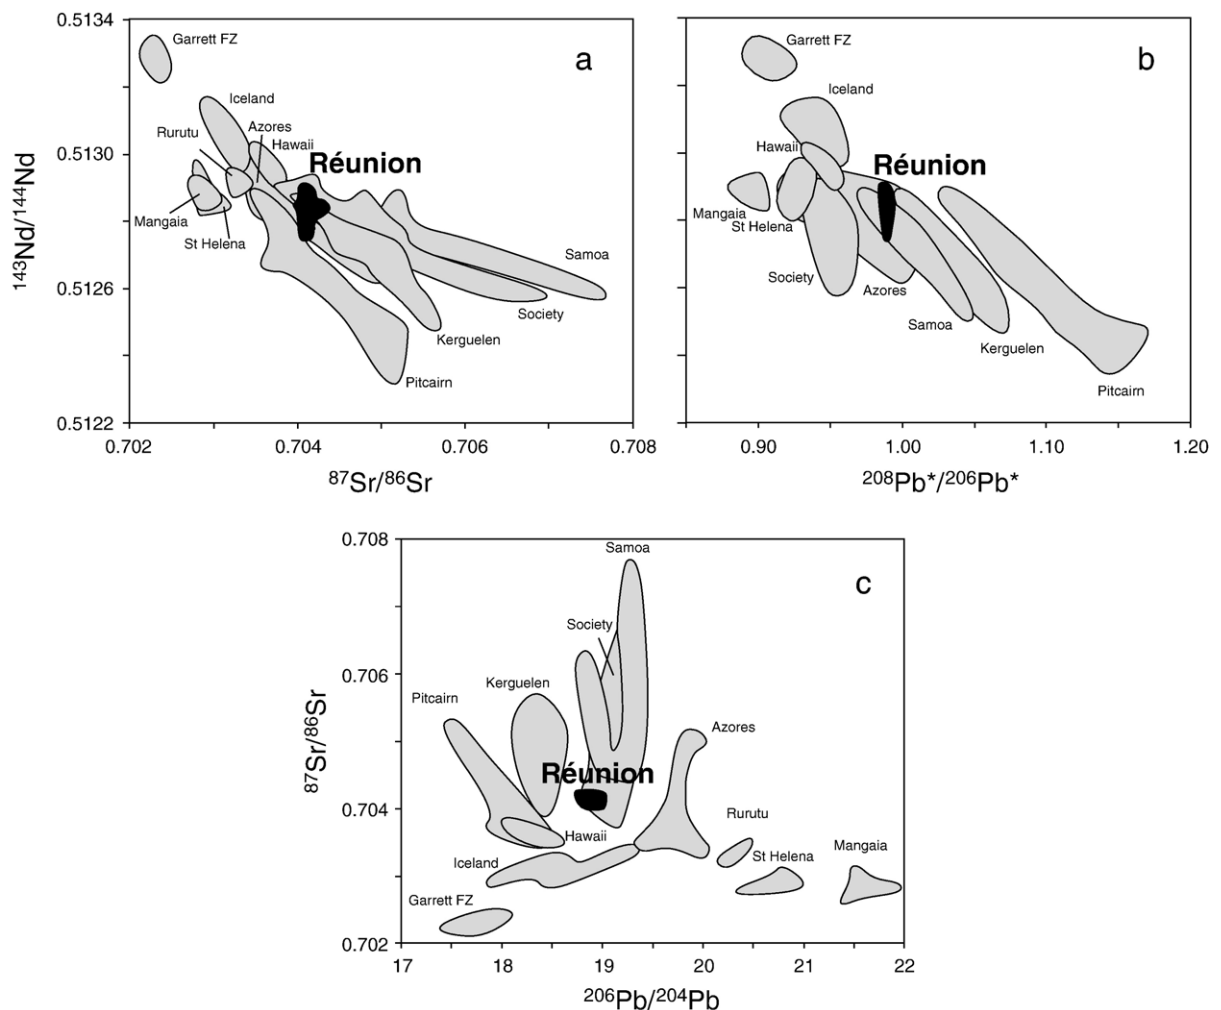 0.5134
0.5130
0.5126
0.5122
¹⁴³Nd/¹⁴⁴Nd
a
Garrett FZ
Iceland
Rurutu
Azores
Hawaii
Réunion
Mangaia
St Helena
Samoa
Society
Kerguelen
Pitcairn
0.702
0.704
0.706
0.708
⁸⁷Sr/⁸⁶Sr
b
Garrett FZ
Iceland
Hawaii
Réunion
Mangaia
St Helena
Society
Azores
Samoa
Kerguelen
Pitcairn
0.90
1.00
1.10
1.20
²⁰⁸Pb*/²⁰⁶Pb*
0.708
0.706
0.704
0.702
⁸⁷Sr/⁸⁶Sr
c
Samoa
Society
Kerguelen
Pitcairn
Azores
Réunion
Rurutu
Hawaii
Mangaia
St Helena
Iceland
Garrett FZ
17
18
19
20
21
22
²⁰⁶Pb/²⁰⁴Pb